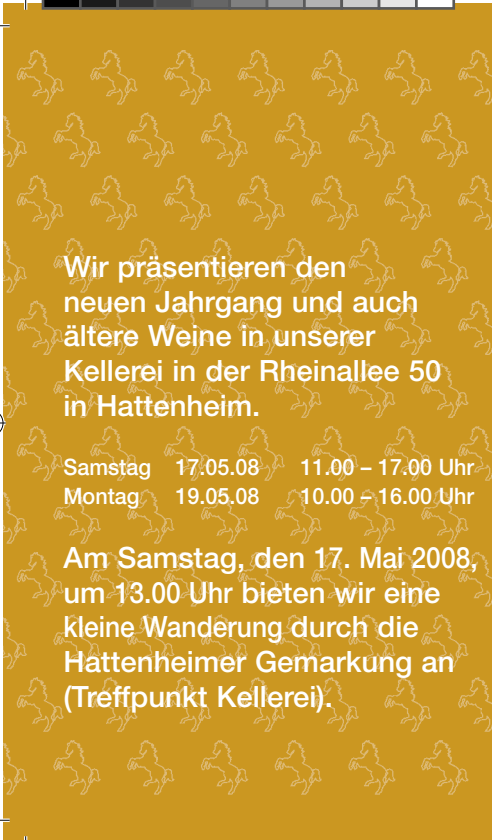 Wir präsentieren den
neuen Jahrgang und auch
ältere Weine in unserer
Kellerei in der Rheinallee 50
in Hattenheim.
Samstag 17.05.08 11.00 – 17.00 Uhr
Montag 19.05.08 10.00 – 16.00 Uhr
Am Samstag, den 17. Mai 2008,
um 13.00 Uhr bieten wir eine
kleine Wanderung durch die
Hattenheimer Gemarkung an
(Treffpunkt Kellerei).